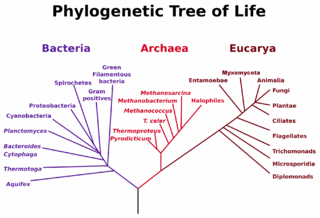 Phylogenetic Tree of Life
Bacteria
Archaea
Eucarya
Green
Filamentous
bacteria
Spirochetes
Gram
positives
Proteobacteria
Cyanobacteria
Planctomyces
Bacteroides
Cytophaga
Thermotoga
Aquifex
Methanosarcina
Methanobacterium
Halophiles
Methanococcus
T. celer
Thermoproteus
Pyrodicticum
Myxomycota
Entamoebae
Animalia
Fungi
Plantae
Ciliates
Flagellates
Trichomonads
Microsporidia
Diplomonads